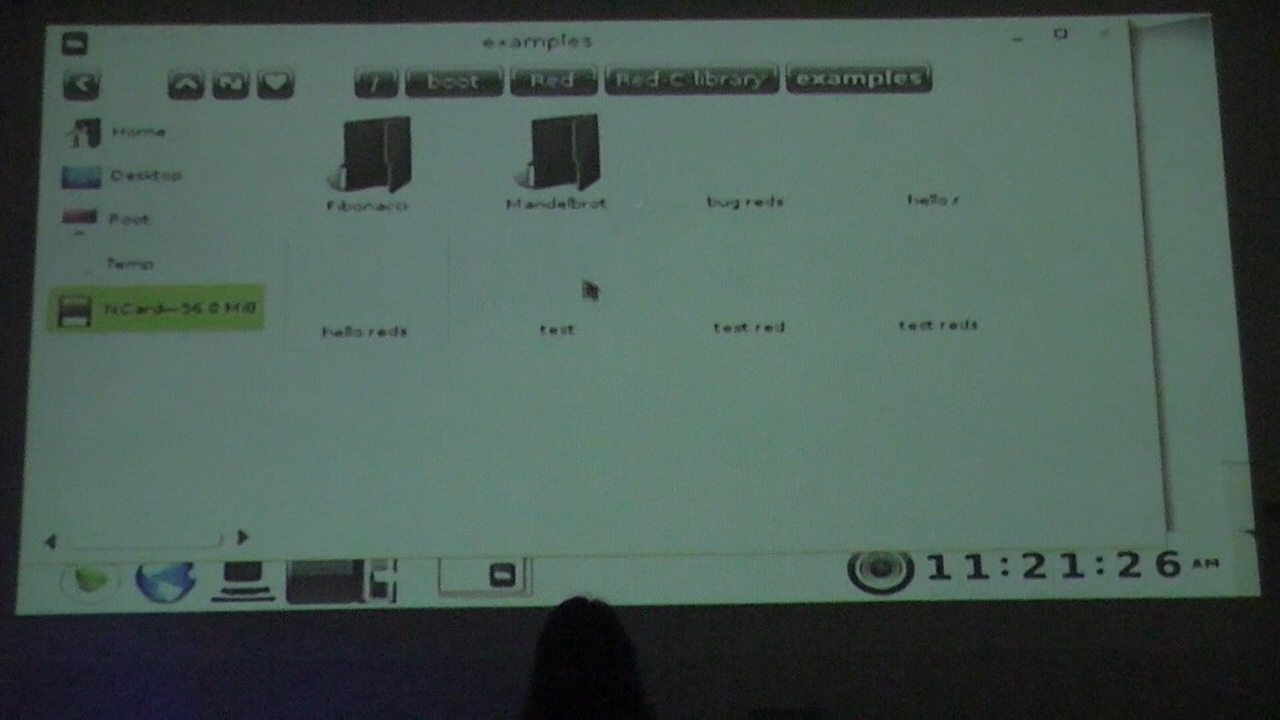 examples
/ boot Red Red-C-library examples
Home
Desktop
Root
Temp
Fibonacci Mandelbrot bug.reds
hello.reds test test.red test.reds
11:21:26 AM